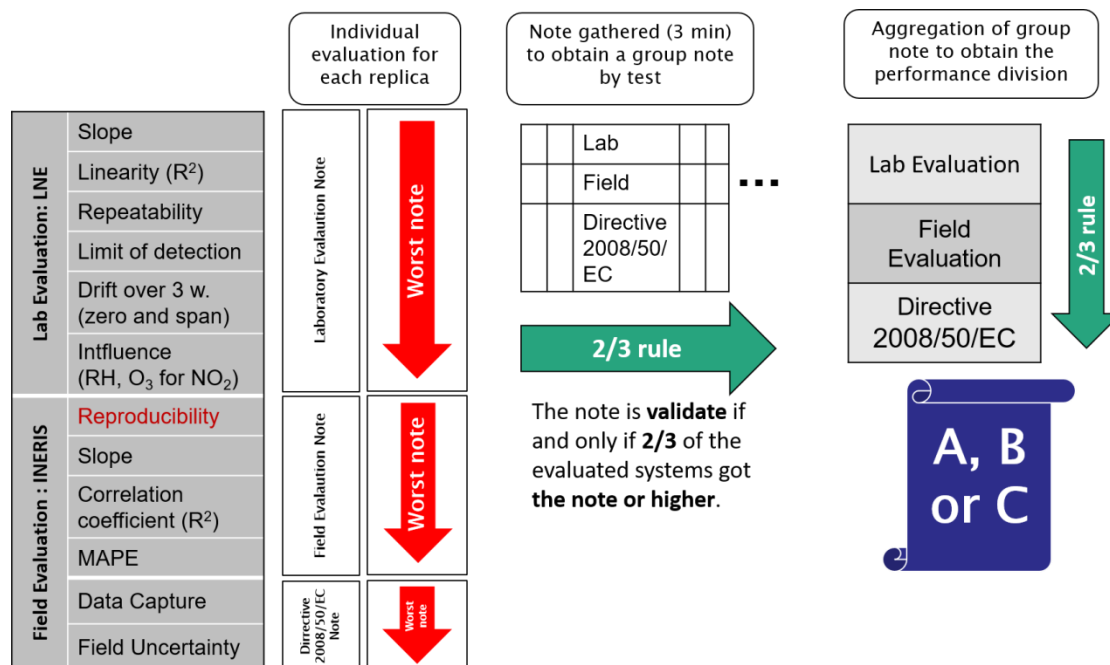 Individual
evaluation for
each replica
Note gathered (3 min)
to obtain a group note
by test
Aggregation of group
note to obtain the
performance division
Lab Evaluation: LNE
Slope
Linearity (R²)
Repeatability
Limit of detection
Drift over 3 w.
(zero and span)
Intfluence
(RH, O₃ for NO₂)
Field Evaluation : INERIS
Reproducibility
Slope
Correlation
coefficient (R²)
MAPE
Data Capture
Field Uncertainty
Laboratory Evalaution Note
Worst note
Field Evalaution Note
Worst note
Dirrective
2008/50/EC
Note
Worst
note
Lab
Field
Directive
2008/50/
EC
...
2/3 rule
The note is validate if
and only if 2/3 of the
evaluated systems got
the note or higher.
Lab Evaluation
Field
Evaluation
Directive
2008/50/EC
2/3 rule
A, B
or C